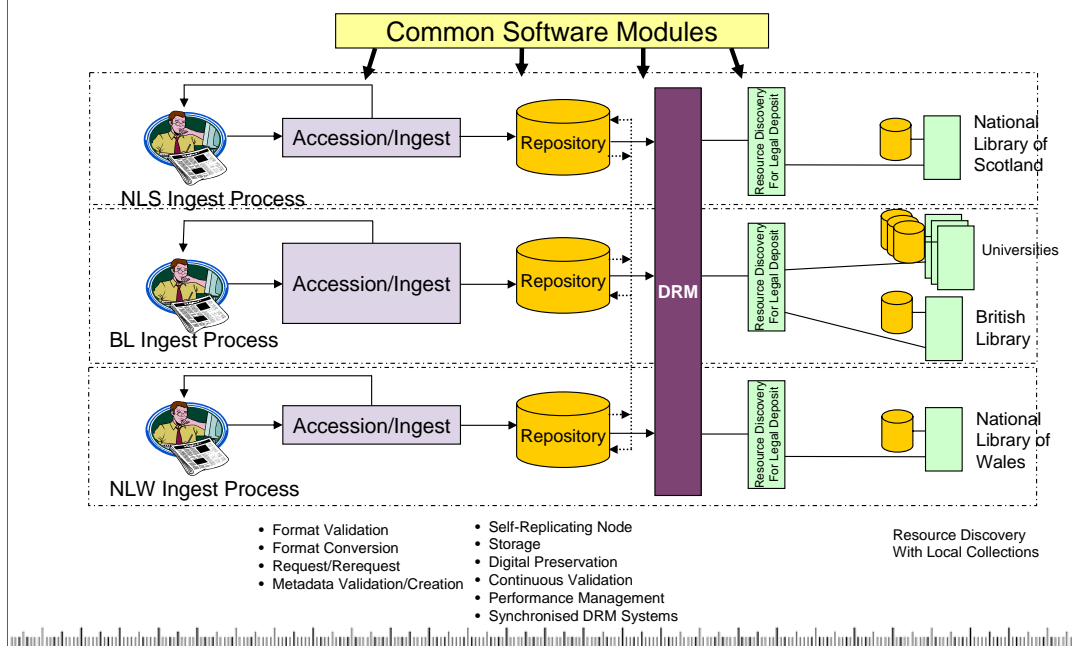 Common Software Modules
Accession/Ingest
Repository
Resource Discovery
For Legal Deposit
National
Library of
Scotland
NLS Ingest Process
Accession/Ingest
Repository
DRM
Resource Discovery
For Legal Deposit
Universities
British
Library
BL Ingest Process
Accession/Ingest
Repository
Resource Discovery
For Legal Deposit
National
Library of
Wales
NLW Ingest Process
• Format Validation
• Format Conversion
• Request/Rerequest
• Metadata Validation/Creation
• Self-Replicating Node
• Storage
• Digital Preservation
• Continuous Validation
• Performance Management
• Synchronised DRM Systems
Resource Discovery
With Local Collections